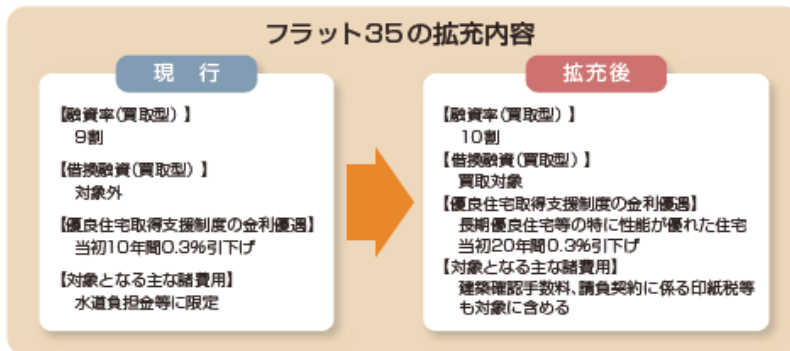 フラット35の拡充内容
現 行
【融資率(買取型)】
9割
【借換融資(買取型)】
対象外
【優良住宅取得支援制度の金利優遇】
当初10年間0.3%引下げ
【対象となる主な諸費用】
水道負担金等に限定
拡充後
【融資率(買取型)】
10割
【借換融資(買取型)】
買取対象
【優良住宅取得支援制度の金利優遇】
長期優良住宅等の特に性能が優れた住宅
当初20年間0.3%引下げ
【対象となる主な諸費用】
建築確認手数料、請負契約に係る印紙税等
も対象に含める